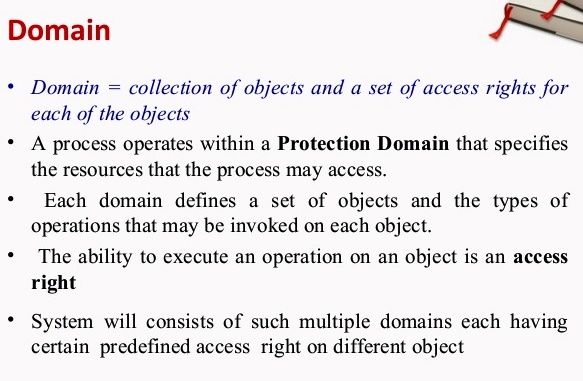 Domain
• Domain = collection of objects and a set of access rights for
each of the objects
• A process operates within a Protection Domain that specifies
the resources that the process may access.
• Each domain defines a set of objects and the types of
operations that may be invoked on each object.
• The ability to execute an operation on an object is an access
right
• System will consists of such multiple domains each having
certain predefined access right on different object